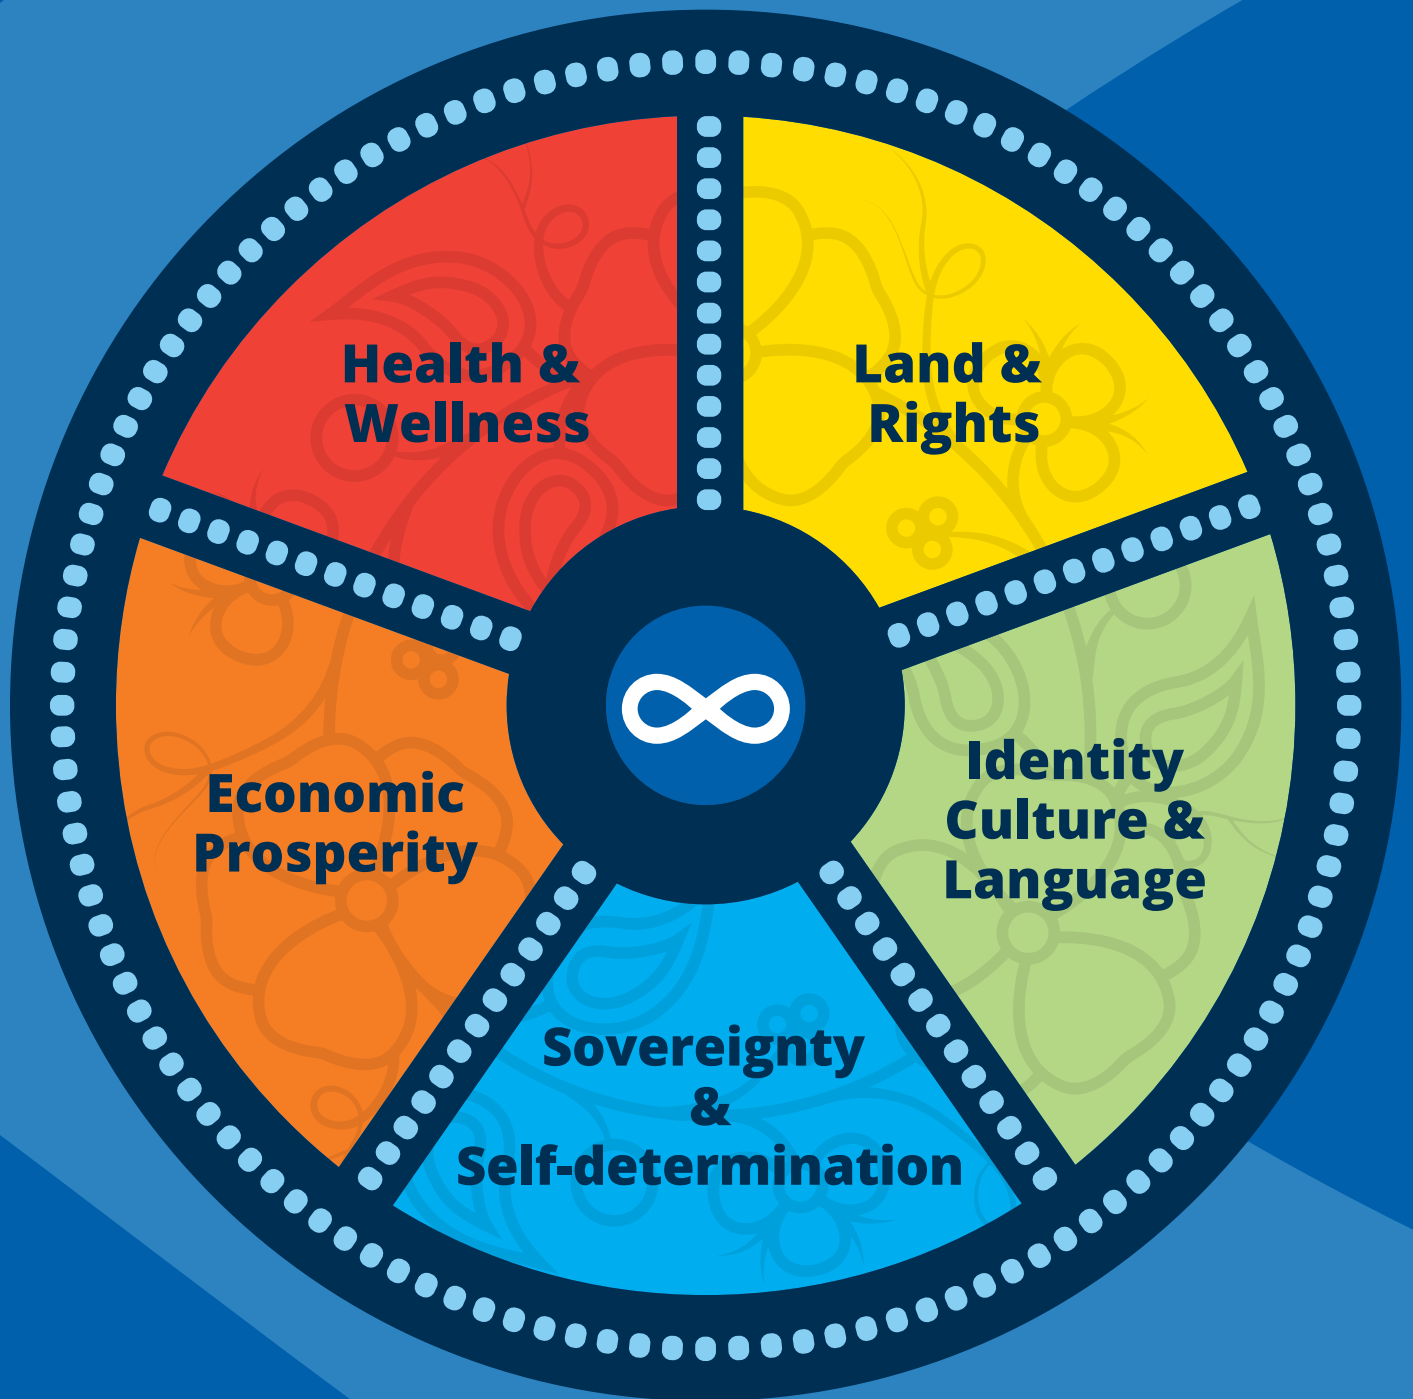 Health &
Wellness
Land &
Rights
Identity
Culture &
Language
Sovereignty
&
Self-determination
Economic
Prosperity